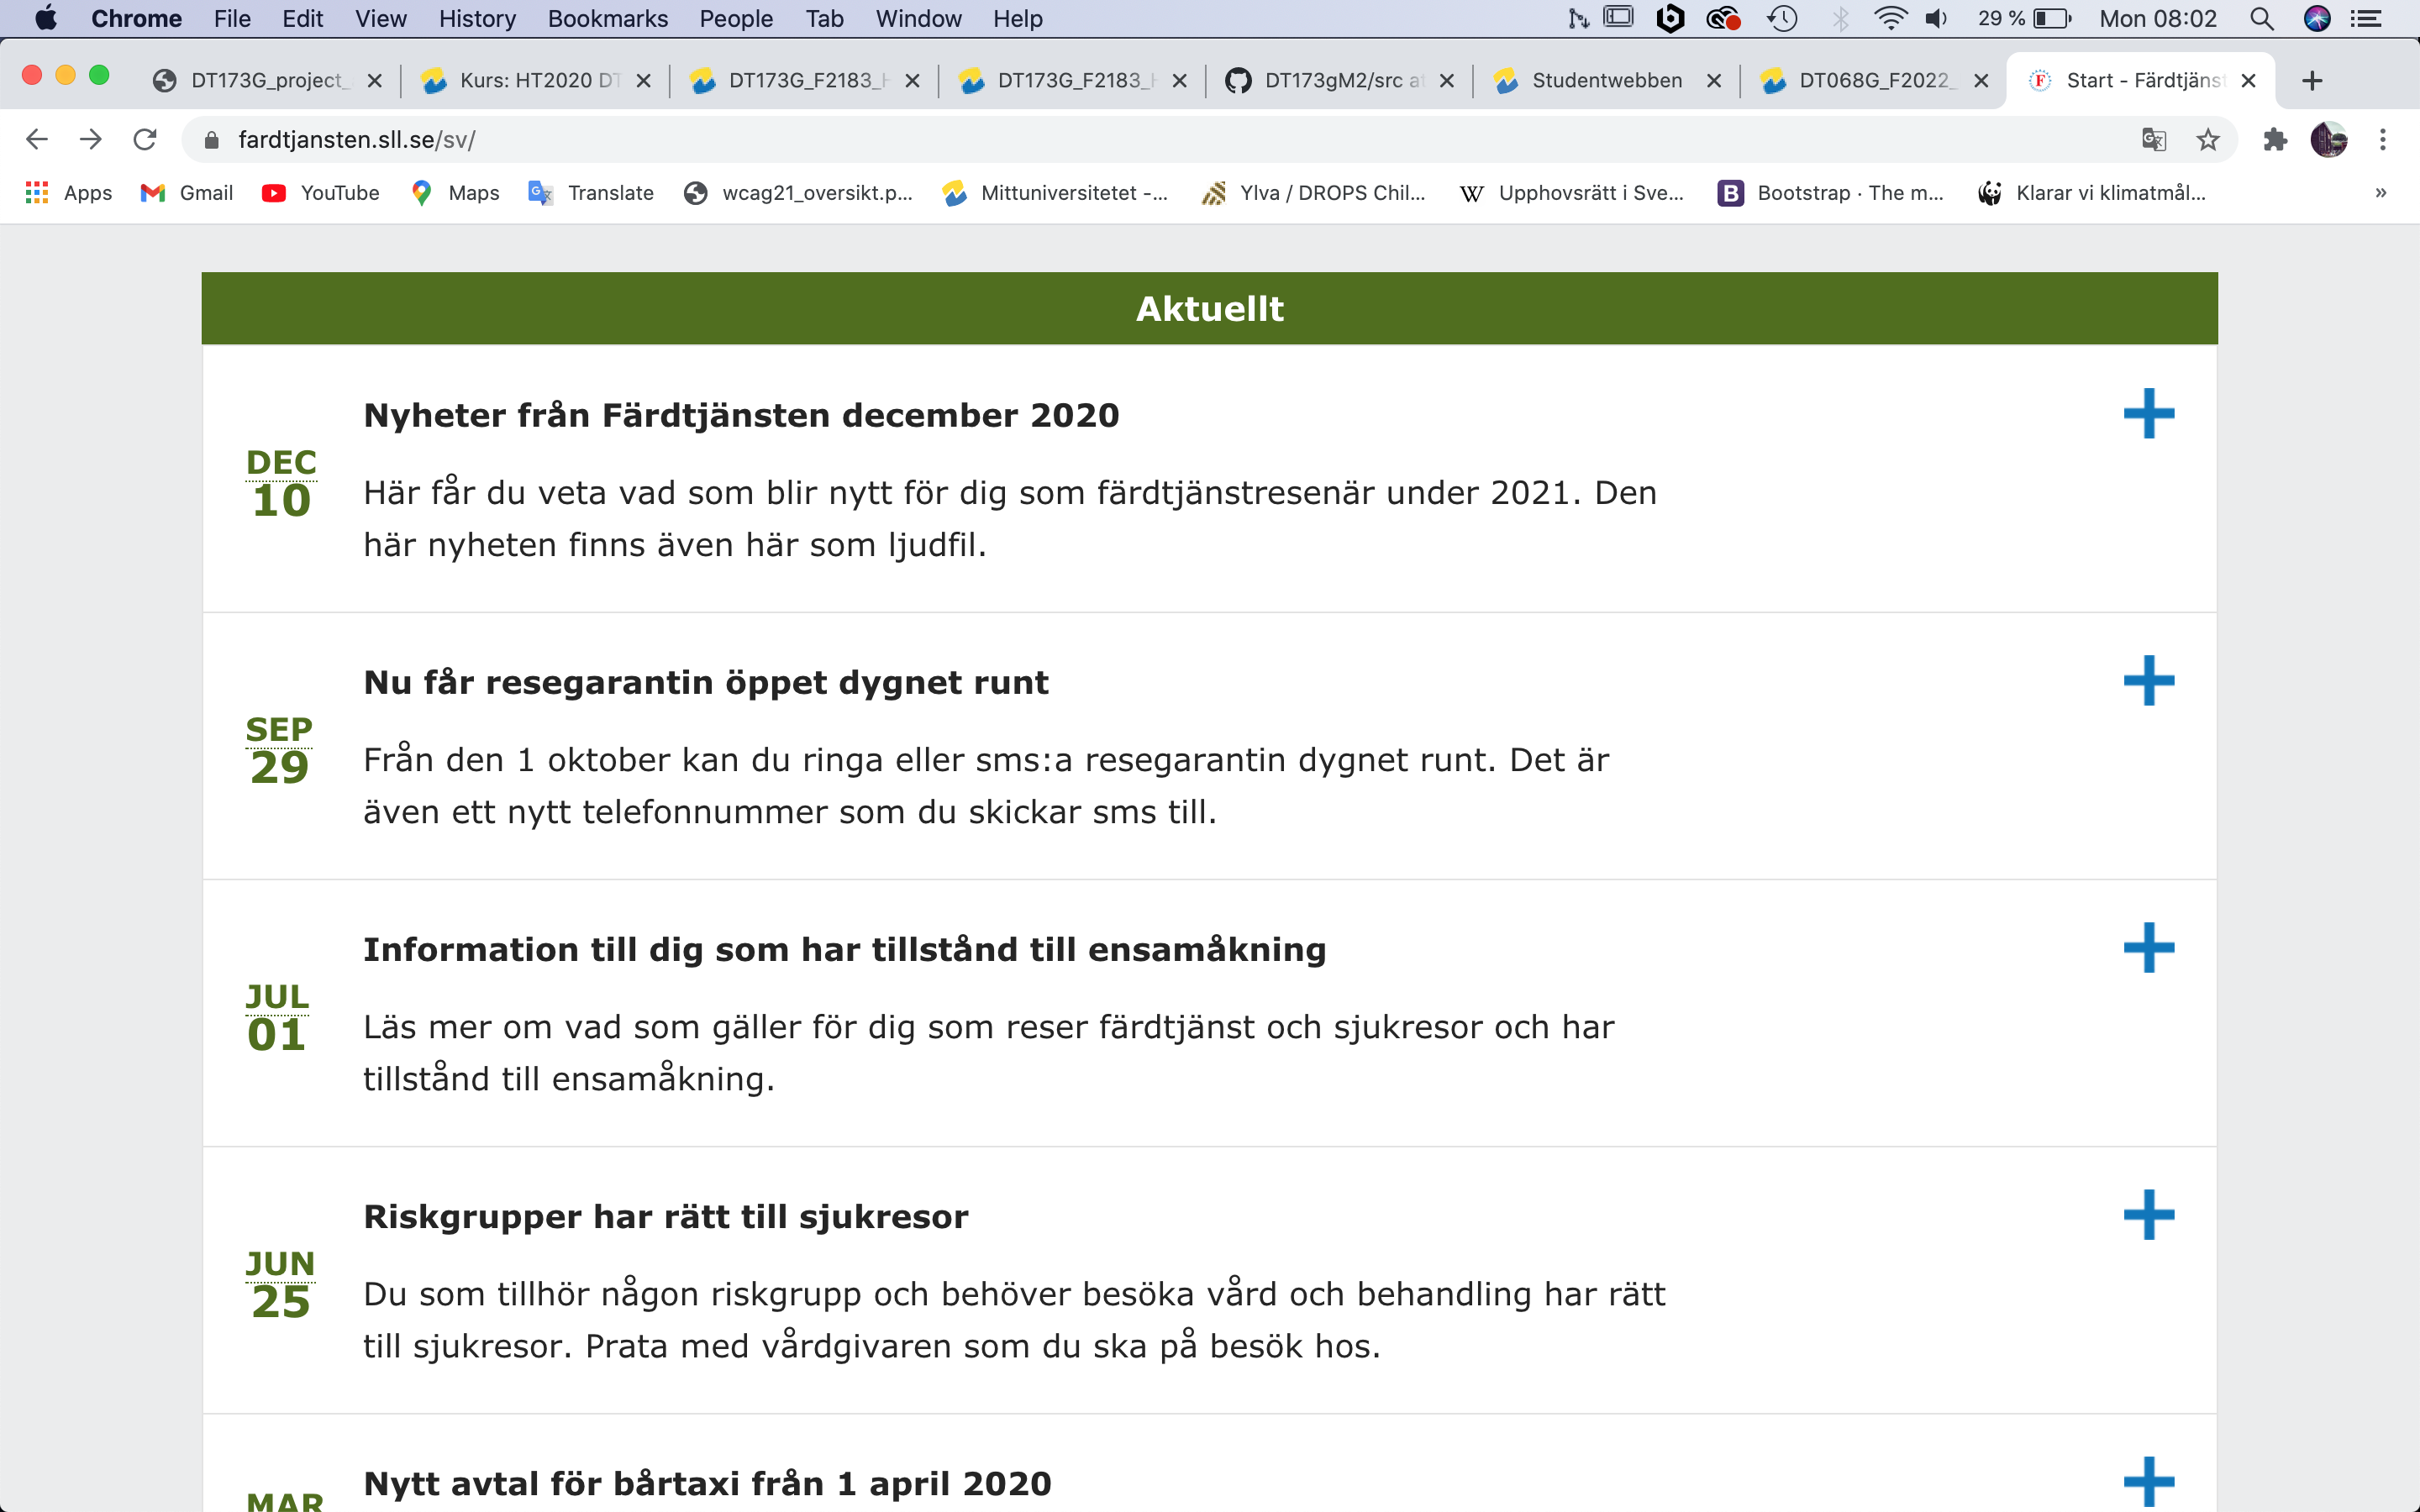 Chrome File Edit View History Bookmarks People Tab Window Help 29 % Mon 08:02
DT173G_project_ Kurs: HT2020 DT DT173G_F2183_H DT173G_F2183_H DT173gM2/src at Studentwebben DT068G_F2022_ Start - Färdtjänst
fardtjansten.sll.se/sv/
Apps Gmail YouTube Maps Translate wcag21_oversikt.p... Mittuniversitetet -... Ylva / DROPS Chil... Upphovsrätt i Sve... Bootstrap · The m... Klarar vi klimatmål... »
Aktuellt
Nyheter från Färdtjänsten december 2020
DEC
10
Här får du veta vad som blir nytt för dig som färdtjänstresenär under 2021. Den
här nyheten finns även här som ljudfil.
Nu får resegarantin öppet dygnet runt
SEP
29
Från den 1 oktober kan du ringa eller sms:a resegarantin dygnet runt. Det är
även ett nytt telefonnummer som du skickar sms till.
Information till dig som har tillstånd till ensamåkning
JUL
01
Läs mer om vad som gäller för dig som reser färdtjänst och sjukresor och har
tillstånd till ensamåkning.
Riskgrupper har rätt till sjukresor
JUN
25
Du som tillhör någon riskgrupp och behöver besöka vård och behandling har rätt
till sjukresor. Prata med vårdgivaren som du ska på besök hos.
Nytt avtal för bårtaxi från 1 april 2020
MAR